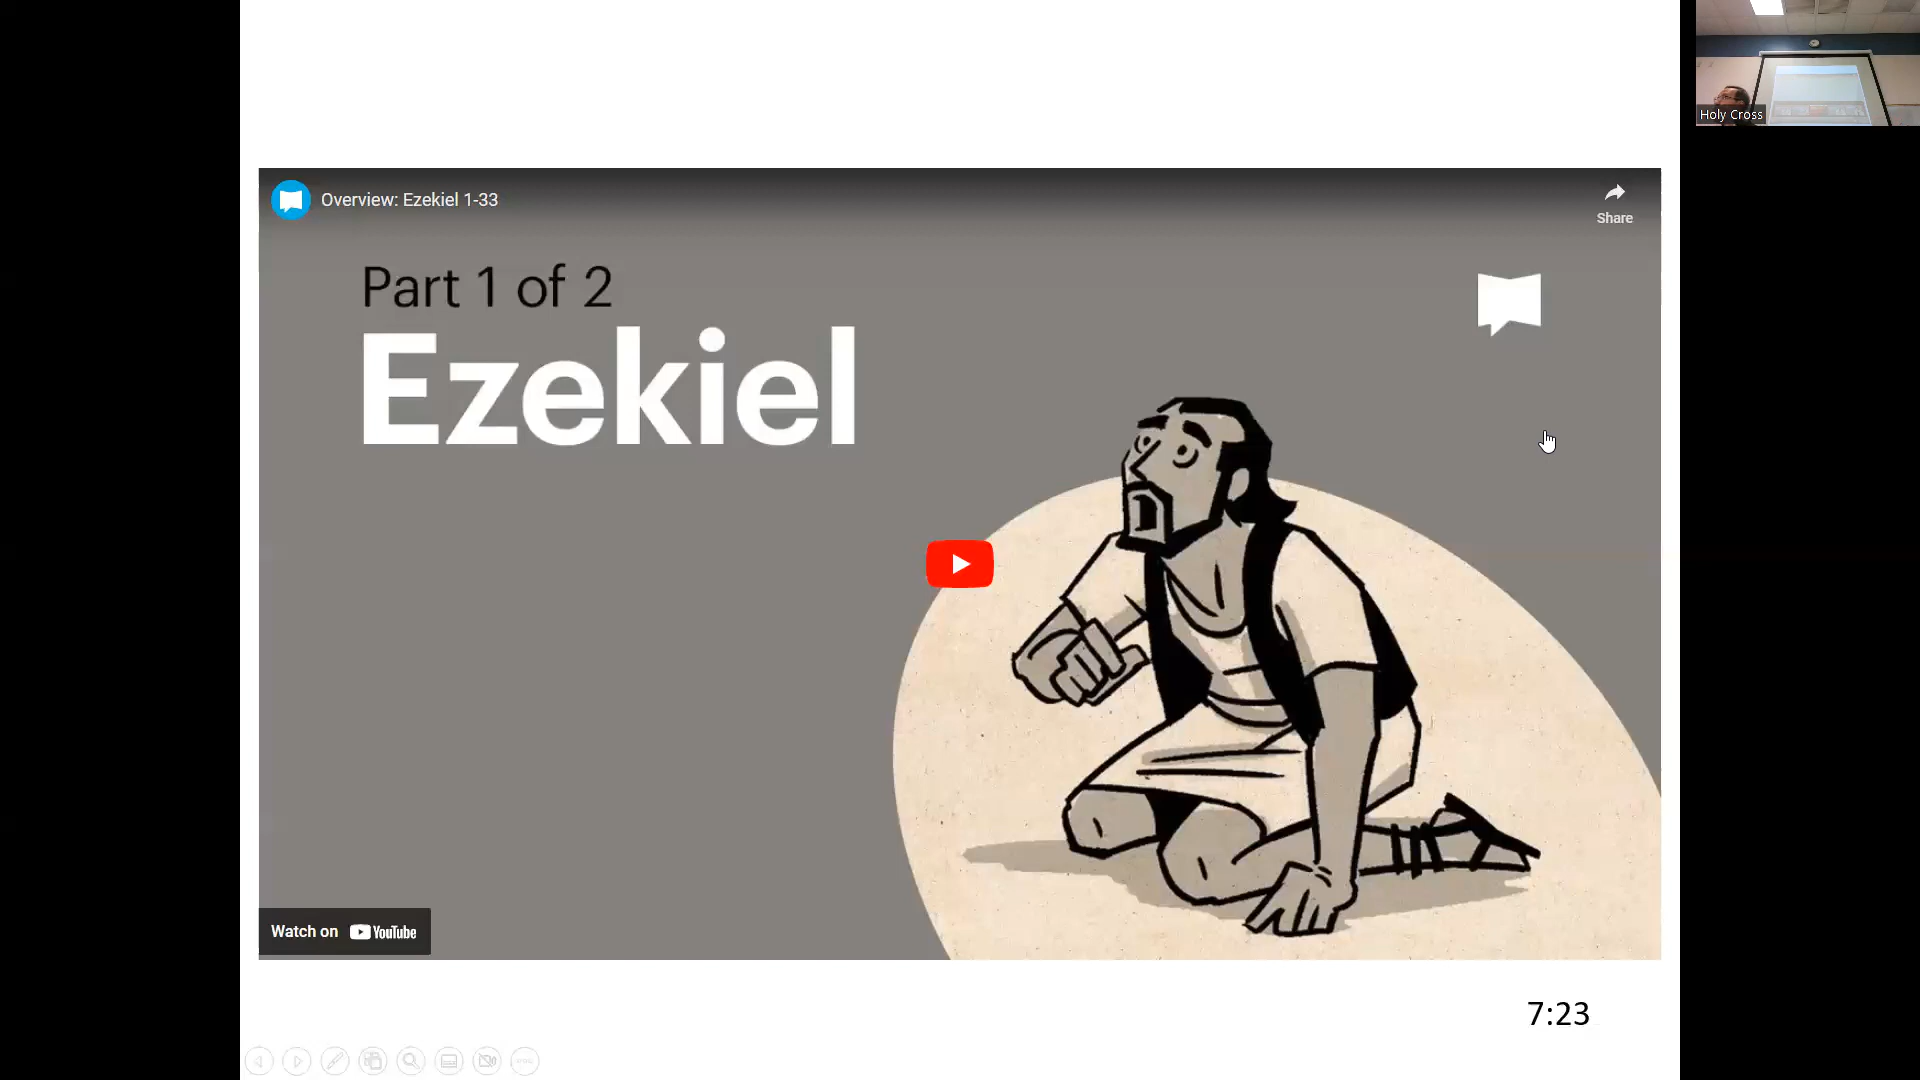 Holy Cross
Overview: Ezekiel 1-33
Share
Part 1 of 2
Ezekiel
Watch on YouTube
7:23